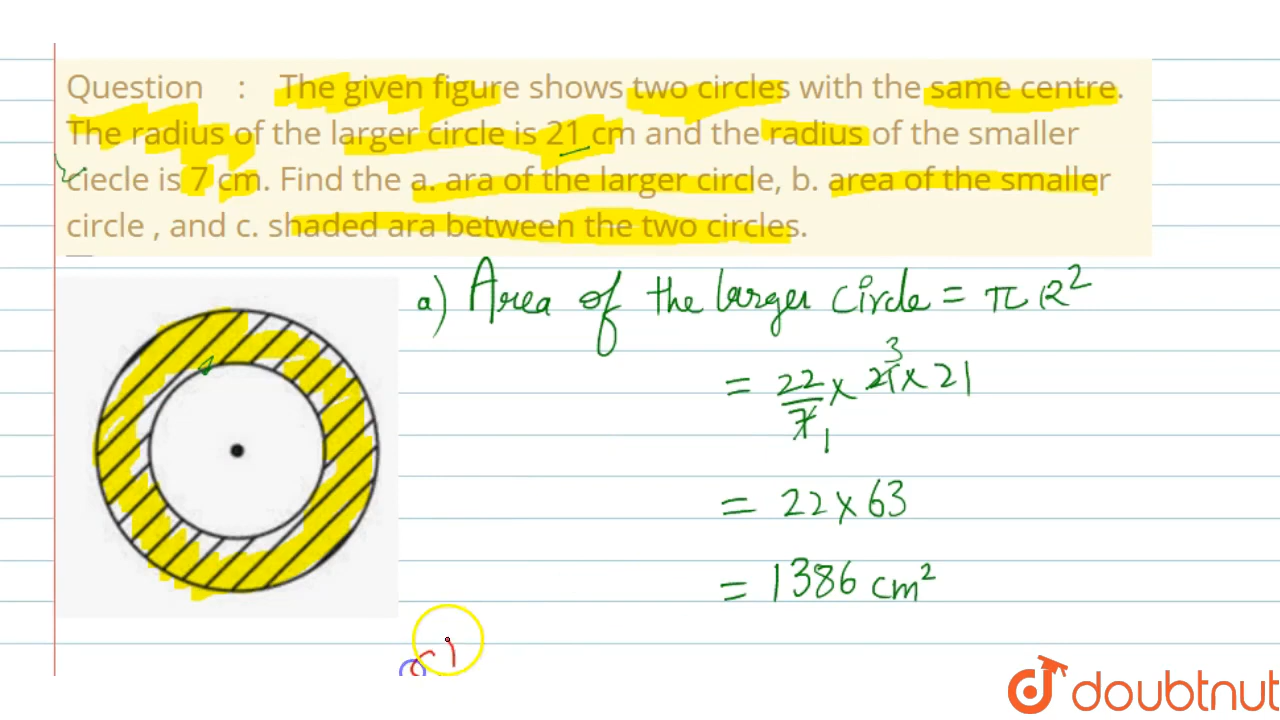 Question : The given figure shows two circles with the same centre.
The radius of the larger circle is 21 cm and the radius of the smaller
ciecle is 7 cm. Find the a. ara of the larger circle, b. area of the smaller
circle , and c. shaded ara between the two circles.
a) Area of the larger circle = πR²
= 22/7 × 21 × 21
3
1
= 22 × 63
= 1386 cm²
doubtnut